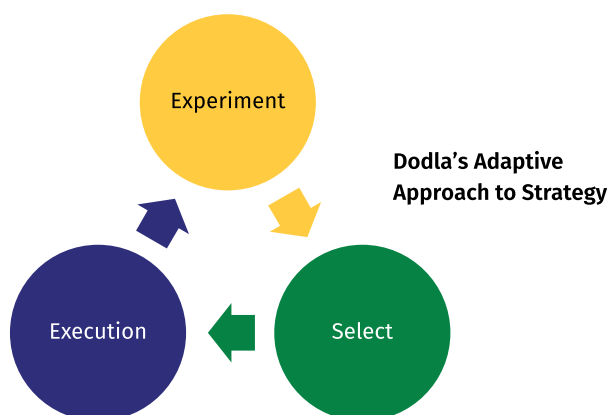 Experiment
Dodla’s Adaptive
Approach to Strategy
Execution
Select